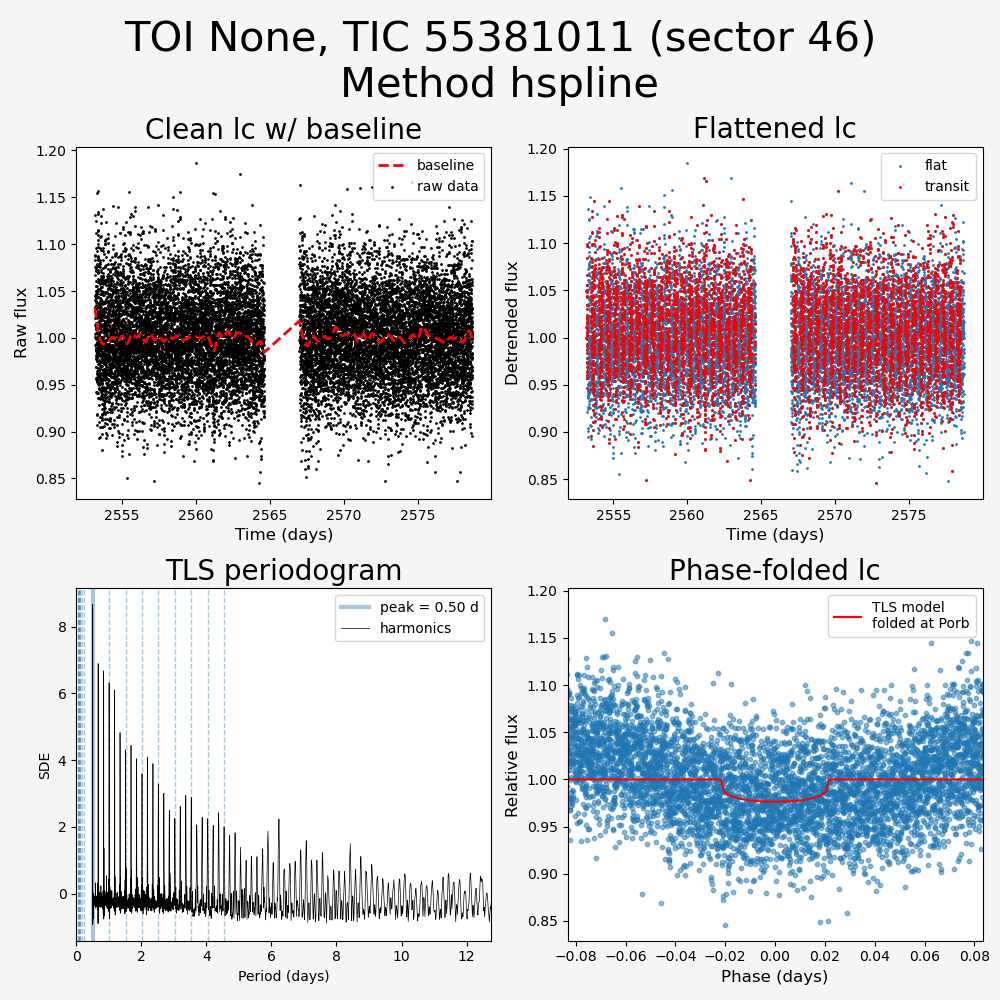 TOI None, TIC 55381011 (sector 46)
Method hspline
Clean lc w/ baseline
Flattened lc
1.20
1.15
1.10
1.05
1.00
0.95
0.90
0.85
Raw flux
baseline
raw data
2555
2560
2565
2570
2575
Time (days)
1.20
1.15
1.10
1.05
1.00
0.95
0.90
0.85
Detrended flux
flat
transit
2555
2560
2565
2570
2575
Time (days)
TLS periodogram
Phase-folded lc
8
6
4
2
0
SDE
peak = 0.50 d
harmonics
0
2
4
6
8
10
12
Period (days)
1.20
1.15
1.10
1.05
1.00
0.95
0.90
0.85
Relative flux
TLS model
folded at Porb
−0.08
−0.06
−0.04
−0.02
0.00
0.02
0.04
0.06
0.08
Phase (days)